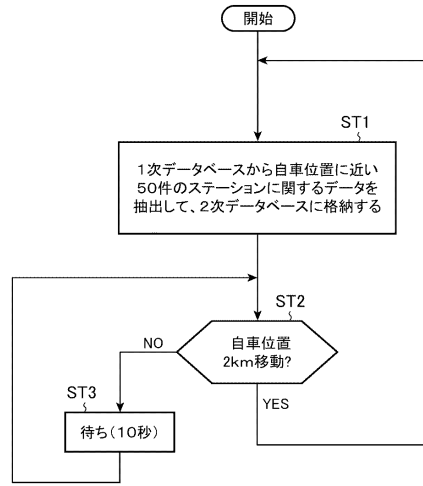 開始
ST1
1次データベースから自車位置に近い
50件のステーションに関するデータを
抽出して、2次データベースに格納する
ST2
自車位置
2km移動?
NO
YES
ST3
待ち(10秒)